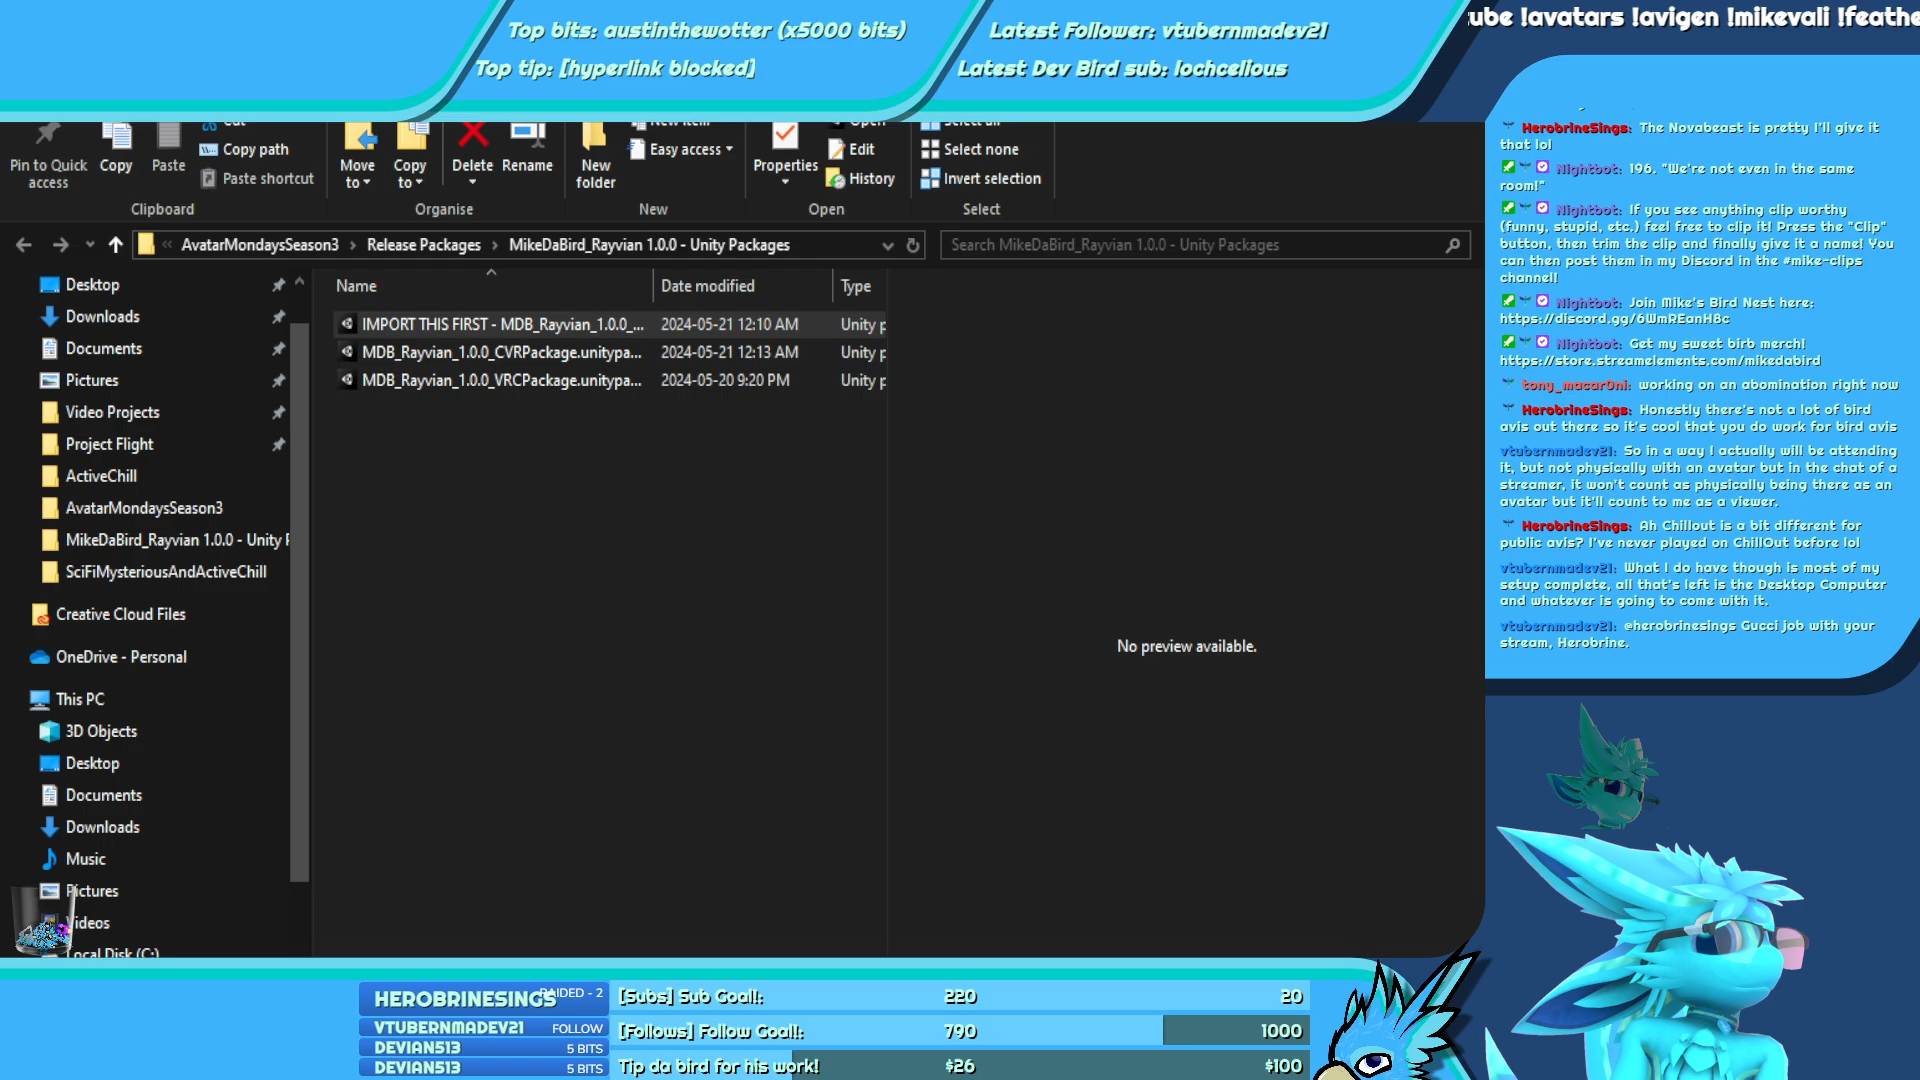 Top bits: austinthewotter (x5000 bits)
Top tip: [hyperlink blocked]
Latest Follower: vtubernmadev21
Latest Dev Bird sub: lochcelious
ube !avatars !avigen !mikevali !feathe
Pin to Quick access
Copy
Paste
Cut
Copy path
Paste shortcut
Clipboard
Move to
Copy to
Delete
Rename
Organise
New folder
New item
Easy access
New
Properties
Open
Edit
History
Open
Select all
Select none
Invert selection
Select
« AvatarMondaysSeason3 > Release Packages > MikeDaBird_Rayvian 1.0.0 - Unity Packages
Search MikeDaBird_Rayvian 1.0.0 - Unity Packages
Desktop
Downloads
Documents
Pictures
Video Projects
Project Flight
ActiveChill
AvatarMondaysSeason3
MikeDaBird_Rayvian 1.0.0 - Unity P
SciFiMysteriousAndActiveChill
Creative Cloud Files
OneDrive - Personal
This PC
3D Objects
Desktop
Documents
Downloads
Music
Pictures
Videos
Local Disk (C:)
Name Date modified Type
IMPORT THIS FIRST - MDB_Rayvian_1.0.0_... 2024-05-21 12:10 AM Unity p
MDB_Rayvian_1.0.0_CVRPackage.unitypa... 2024-05-21 12:13 AM Unity p
MDB_Rayvian_1.0.0_VRCPackage.unitypa... 2024-05-20 9:20 PM Unity p
No preview available.
HerobrineSings: The Novabeast is pretty I'll give it
that lol
Nightbot: 196. "We're not even in the same
room!"
Nightbot: If you see anything clip worthy
(funny, stupid, etc.) feel free to clip it! Press the "Clip"
button, then trim the clip and finally give it a name! You
can then post them in my Discord in the #mike-clips
channel!
Nightbot: Join Mike's Bird Nest here:
https://discord.gg/6WmREanH8c
Nightbot: Get my sweet birb merch!
https://store.streamelements.com/mikedabird
tony_macar0ni: working on an abomination right now
HerobrineSings: Honestly there's not a lot of bird
avis out there so it's cool that you do work for bird avis
vtubernmadev21: So in a way I actually will be attending
it, but not physically with an avatar but in the chat of a
streamer, it won't count as physically being there as an
avatar but it'll count to me as a viewer.
HerobrineSings: Ah Chillout is a bit different for
public avis? I've never played on ChillOut before lol
vtubernmadev21: What I do have though is most of my
setup complete, all that's left is the Desktop Computer
and whatever is going to come with it.
vtubernmadev21: @herobrinesings Gucci job with your
stream, Herobrine.
HEROBRINESINGS RAIDED - 2
VTUBERNMADEV21 FOLLOW
DEVIAN513 5 BITS
DEVIAN513 5 BITS
[Subs] Sub Goal!: 220 20
[Follows] Follow Goal!: 790 1000
Tip da bird for his work! $26 $100